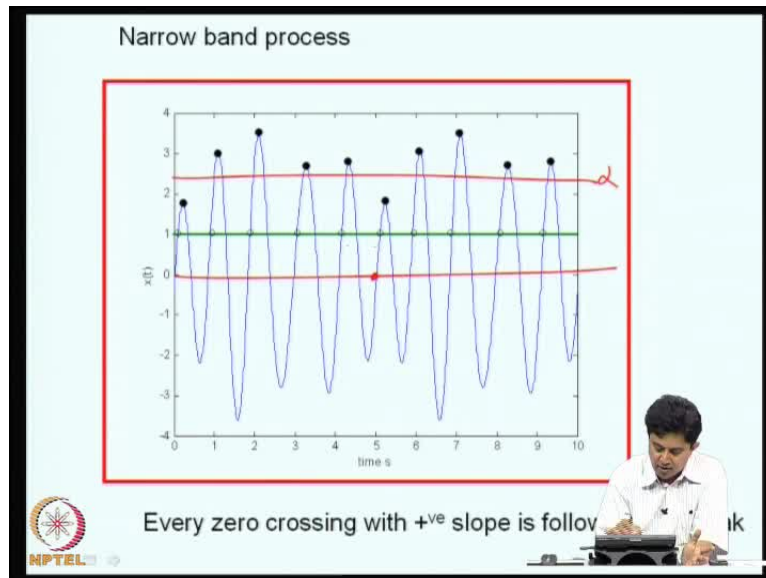 Narrow band process
4
3
2
1
0
-1
-2
-3
-4
x(t)
α
0 1 2 3 4 5 6 7 8 9 10
time s
Every zero crossing with +ve slope is follow
NPTEL